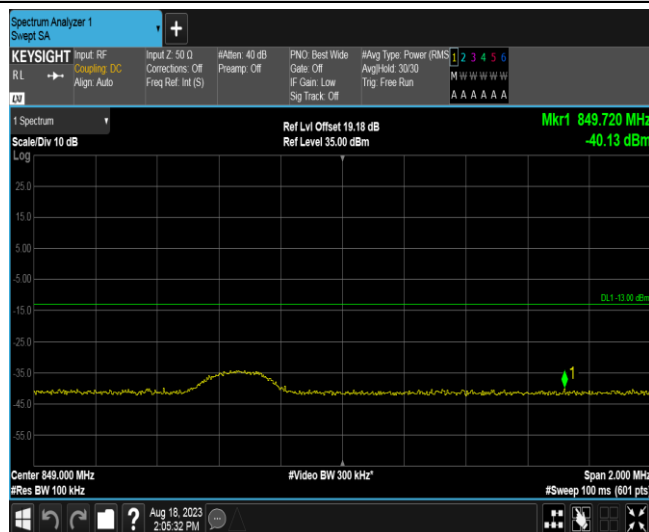 Spectrum Analyzer 1
Swept SA
+
KEYSIGHT
RL
LXI
Input: RF
Coupling: DC
Align: Auto
Input Z: 50 Ω
Corrections: Off
Freq Ref: Int (S)
#Atten: 40 dB
Preamp: Off
PNO: Best Wide
Gate: Off
IF Gain: Low
Sig Track: Off
#Avg Type: Power (RMS
Avg|Hold: 30/30
Trig: Free Run
1 2 3 4 5 6
M W W W W W
A A A A A A
1 Spectrum
Scale/Div 10 dB
Log
Ref Lvl Offset 19.18 dB
Ref Level 35.00 dBm
Mkr1 849.720 MHz
-40.13 dBm
25.0
15.0
5.00
-5.00
DL1 -13.00 dBm
-15.0
-25.0
-35.0
1
-45.0
-55.0
Center 849.000 MHz
#Res BW 100 kHz
#Video BW 300 kHz*
Span 2.000 MHz
#Sweep 100 ms (601 pts)
?
Aug 18, 2023
2:05:32 PM